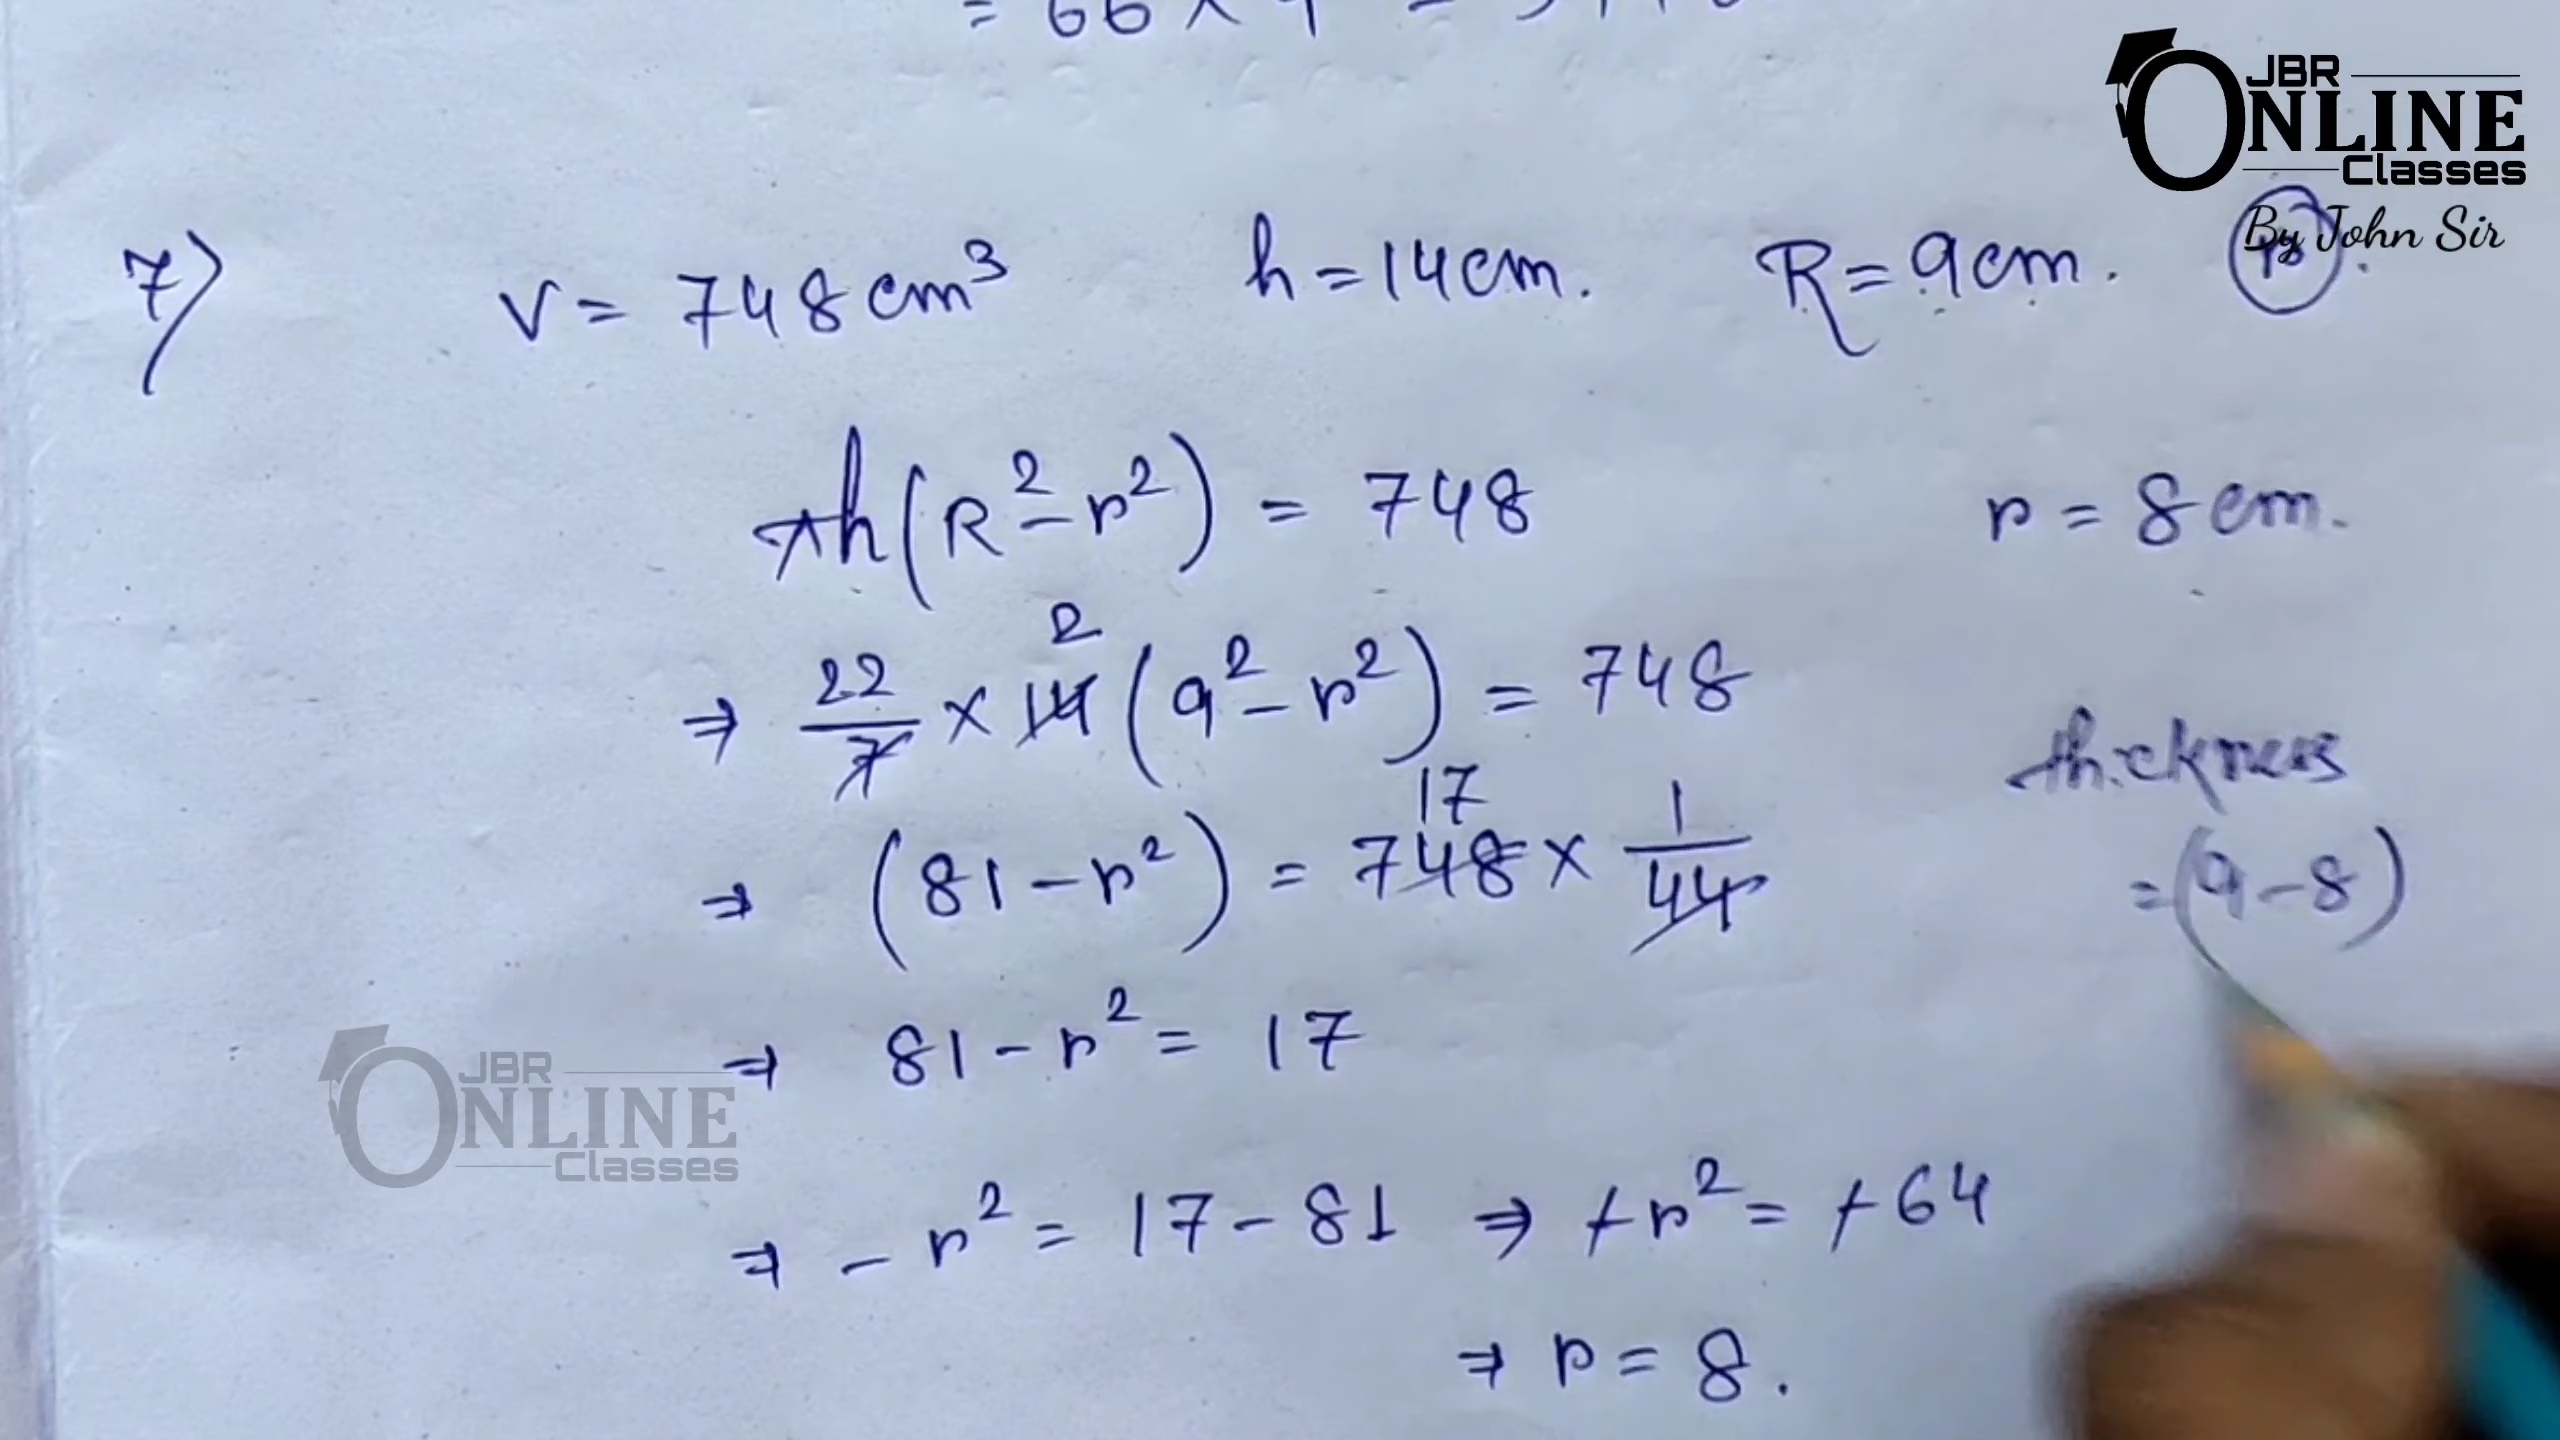 JBR
ONLINE
Classes
By John Sir
7) V = 748 cm³ h = 14 cm. R = 9 cm.
πh(R² - r²) = 748 r = 8 cm.
⇒ 22/7 × 14 2 (9² - r²) = 748
thickness
⇒ (81 - r²) = 748 17 × 1/44 = (9 - 8)
⇒ 81 - r² = 17
JBR
ONLINE
Classes
⇒ - r² = 17 - 81 ⇒ + r² = + 64
⇒ r = 8.